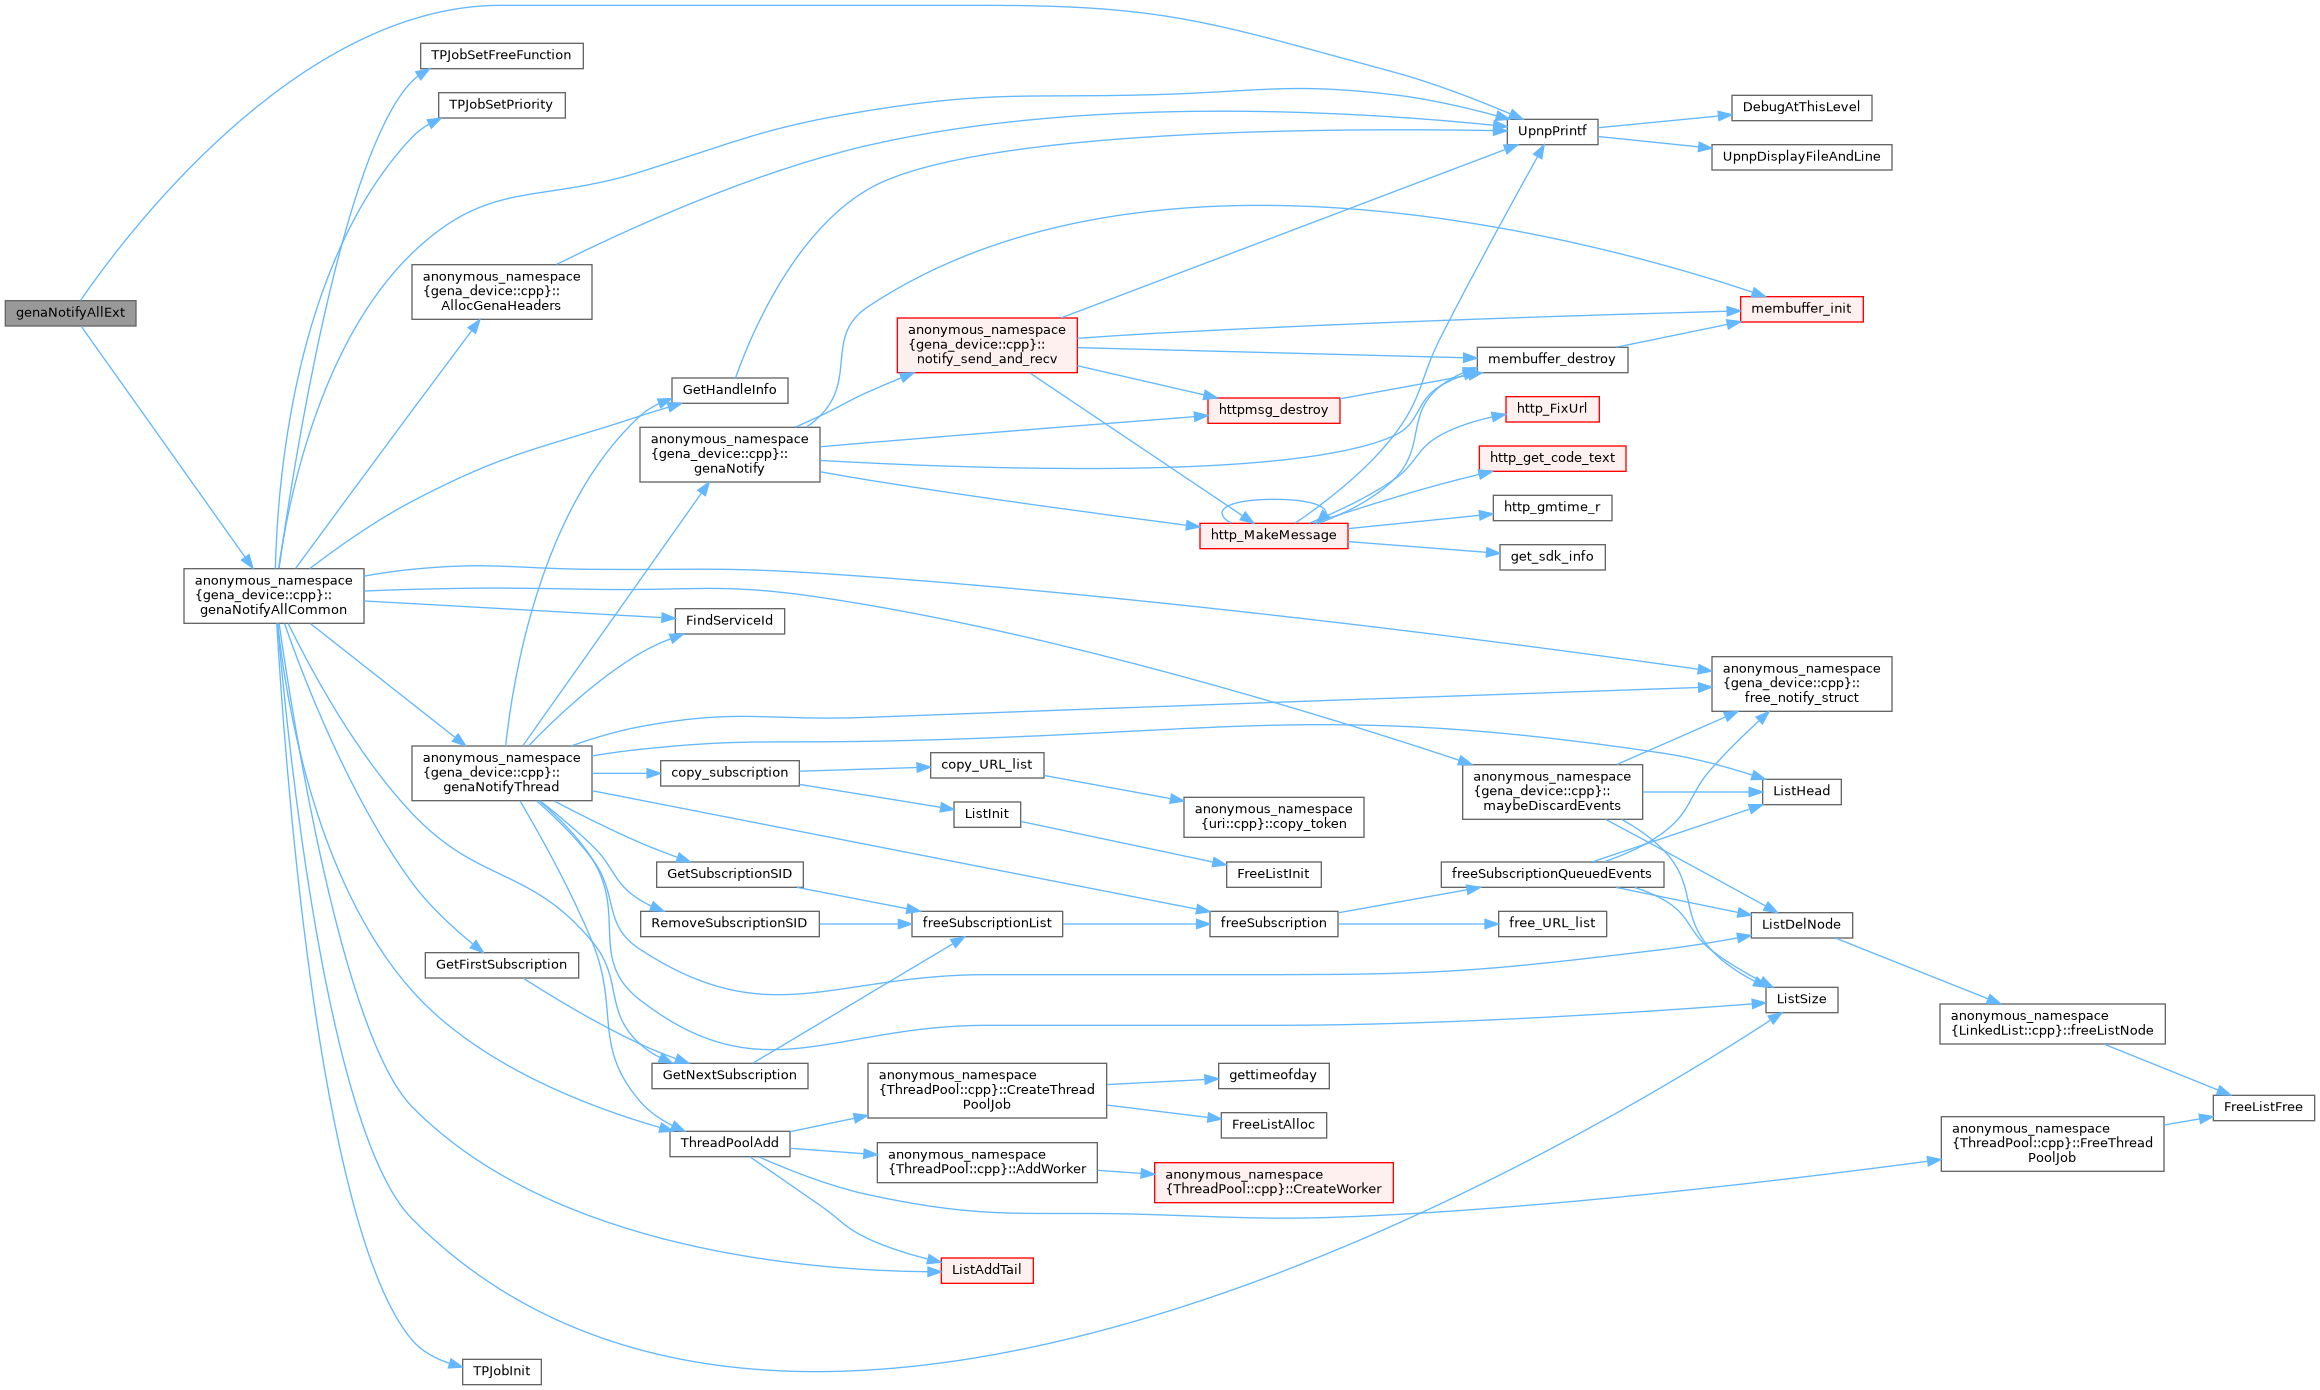 genaNotifyAllExt
anonymous_namespace
{gena_device::cpp}::
genaNotifyAllCommon
TPJobSetFreeFunction
TPJobSetPriority
anonymous_namespace
{gena_device::cpp}::
AllocGenaHeaders
anonymous_namespace
{gena_device::cpp}::
genaNotifyThread
GetFirstSubscription
TPJobInit
GetHandleInfo
anonymous_namespace
{gena_device::cpp}::
genaNotify
FindServiceId
copy_subscription
GetSubscriptionSID
RemoveSubscriptionSID
GetNextSubscription
ThreadPoolAdd
anonymous_namespace
{gena_device::cpp}::
notify_send_and_recv
copy_URL_list
ListInit
freeSubscriptionList
anonymous_namespace
{ThreadPool::cpp}::CreateThread
PoolJob
anonymous_namespace
{ThreadPool::cpp}::AddWorker
ListAddTail
httpmsg_destroy
http_MakeMessage
anonymous_namespace
{uri::cpp}::copy_token
FreeListInit
freeSubscription
gettimeofday
FreeListAlloc
anonymous_namespace
{ThreadPool::cpp}::CreateWorker
UpnpPrintf
membuffer_destroy
http_FixUrl
http_get_code_text
http_gmtime_r
get_sdk_info
anonymous_namespace
{gena_device::cpp}::
maybeDiscardEvents
freeSubscriptionQueuedEvents
free_URL_list
DebugAtThisLevel
UpnpDisplayFileAndLine
membuffer_init
anonymous_namespace
{gena_device::cpp}::
free_notify_struct
ListHead
ListDelNode
ListSize
anonymous_namespace
{LinkedList::cpp}::freeListNode
anonymous_namespace
{ThreadPool::cpp}::FreeThread
PoolJob
FreeListFree